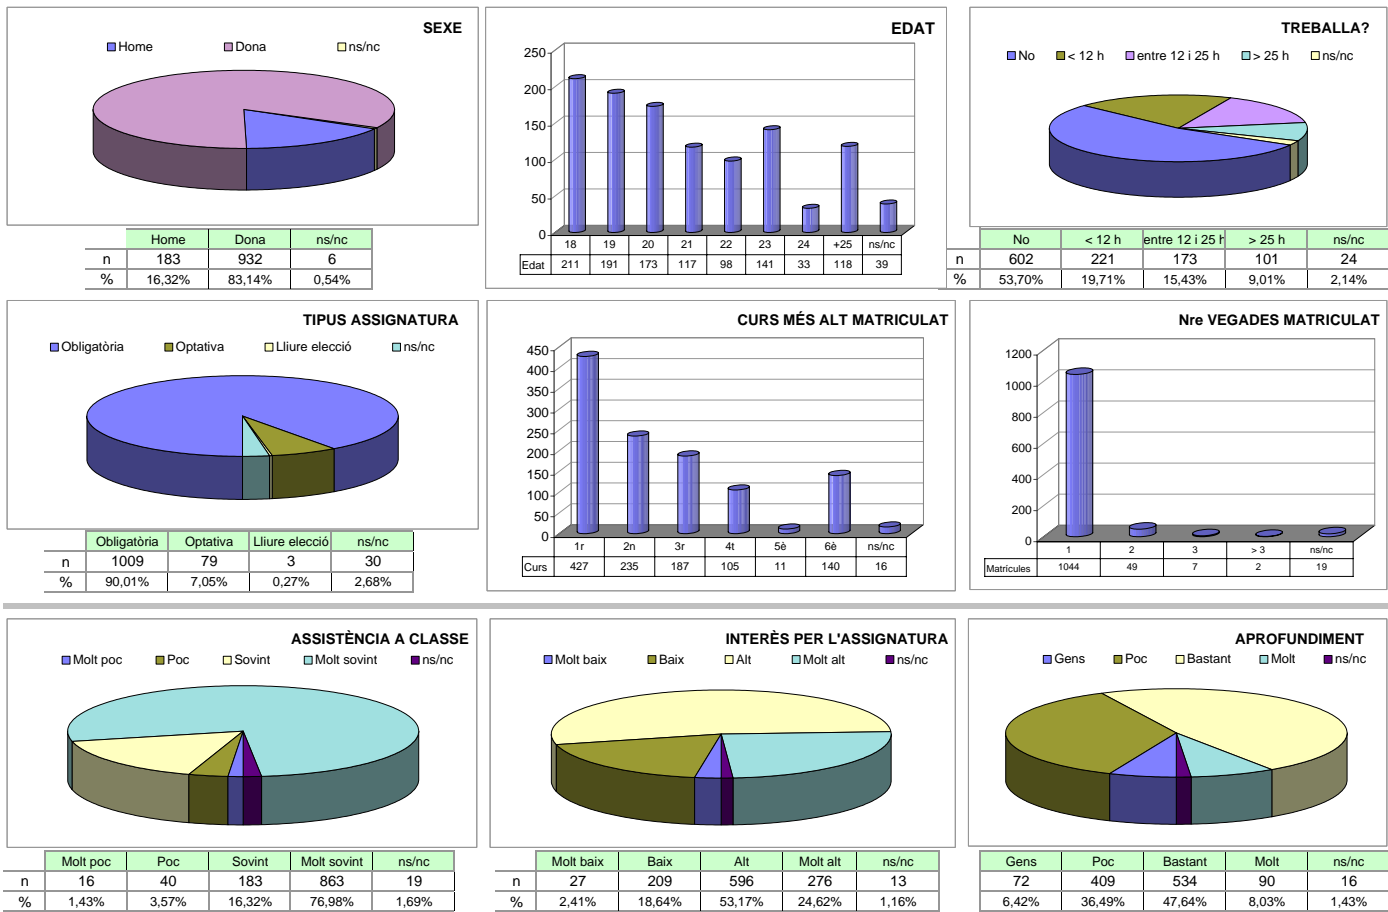 SEXE
Home Dona ns/nc
Home Dona ns/nc
n 183 932 6
% 16,32% 83,14% 0,54%
EDAT
250
200
150
100
50
0
18 19 20 21 22 23 24 +25 ns/nc
Edat 211 191 173 117 98 141 33 118 39
TREBALLA?
No < 12 h entre 12 i 25 h > 25 h ns/nc
No < 12 h entre 12 i 25 h > 25 h ns/nc
n 602 221 173 101 24
% 53,70% 19,71% 15,43% 9,01% 2,14%
TIPUS ASSIGNATURA
Obligatòria Optativa Lliure elecció ns/nc
Obligatòria Optativa Lliure elecció ns/nc
n 1009 79 3 30
% 90,01% 7,05% 0,27% 2,68%
CURS MÉS ALT MATRICULAT
450
400
350
300
250
200
150
100
50
0
1r 2n 3r 4t 5è 6è ns/nc
Curs 427 235 187 105 11 140 16
Nre VEGADES MATRICULAT
1200
1000
800
600
400
200
0
1 2 3 > 3 ns/nc
Matrícules 1044 49 7 2 19
ASSISTÈNCIA A CLASSE
Molt poc Poc Sovint Molt sovint ns/nc
Molt poc Poc Sovint Molt sovint ns/nc
n 16 40 183 863 19
% 1,43% 3,57% 16,32% 76,98% 1,69%
INTERÈS PER L'ASSIGNATURA
Molt baix Baix Alt Molt alt ns/nc
Molt baix Baix Alt Molt alt ns/nc
n 27 209 596 276 13
% 2,41% 18,64% 53,17% 24,62% 1,16%
APROFUNDIMENT
Gens Poc Bastant Molt ns/nc
Gens Poc Bastant Molt ns/nc
72 409 534 90 16
6,42% 36,49% 47,64% 8,03% 1,43%